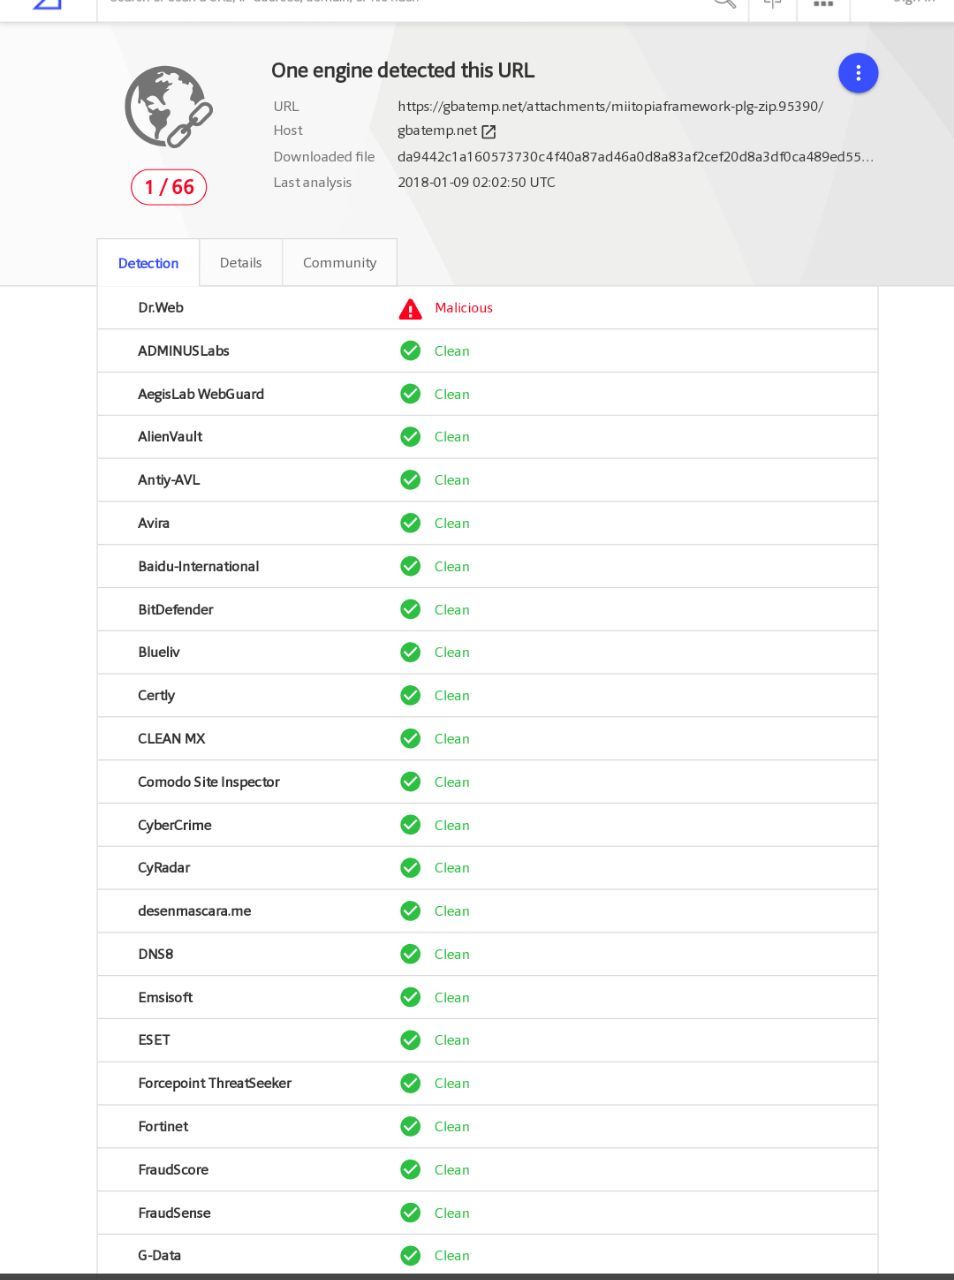 One engine detected this URL
URL https://gbatemp.net/attachments/miitopiaframework-plg-zip.95390/
Host gbatemp.net
Downloaded file da9442c1a160573730c4f40a87ad46a0d8a83af2cef20d8a3df0ca489ed55...
Last analysis 2018-01-09 02:02:50 UTC
1 / 66
Detection Details Community
Dr.Web Malicious
ADMINUSLabs Clean
AegisLab WebGuard Clean
AlienVault Clean
Antiy-AVL Clean
Avira Clean
Baidu-International Clean
BitDefender Clean
Blueliv Clean
Certly Clean
CLEAN MX Clean
Comodo Site Inspector Clean
CyberCrime Clean
CyRadar Clean
desenmascara.me Clean
DNS8 Clean
Emsisoft Clean
ESET Clean
Forcepoint ThreatSeeker Clean
Fortinet Clean
FraudScore Clean
FraudSense Clean
G-Data Clean